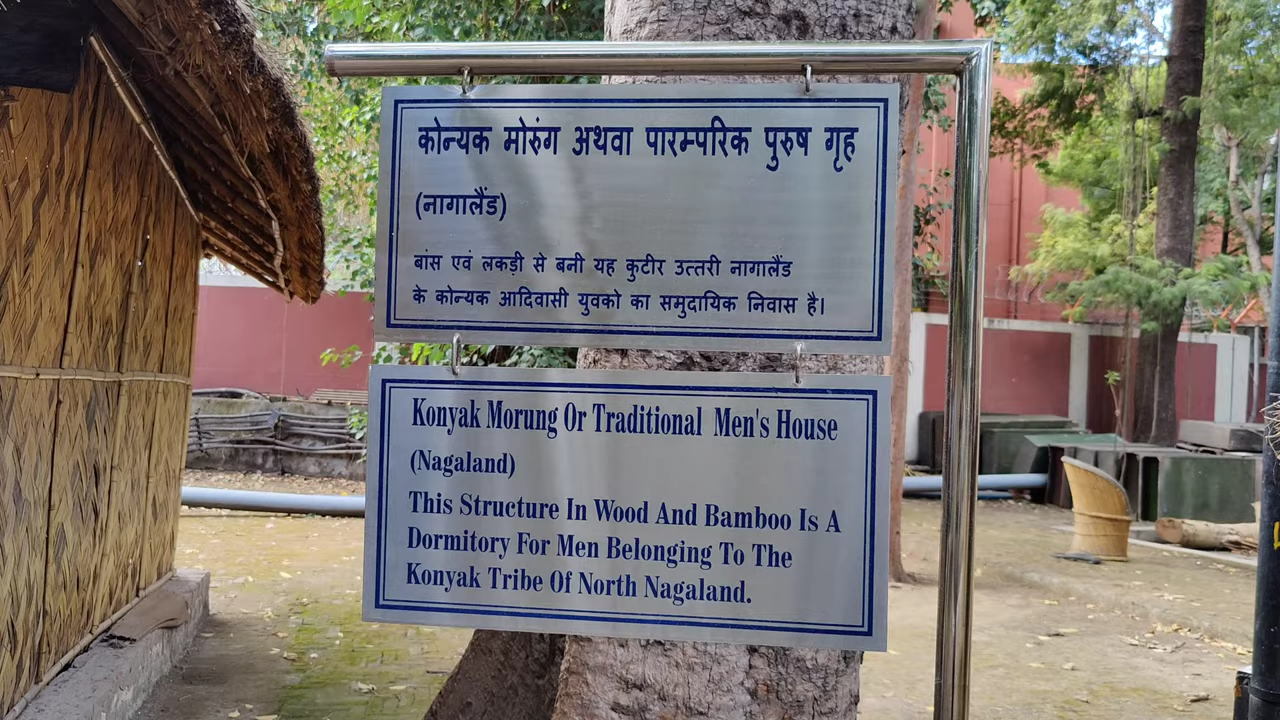 कोन्यक मोरुंग अथवा पारम्परिक पुरुष गृह
(नागालैंड)
बांस एवं लकड़ी से बनी यह कुटीर उत्तरी नागालैंड
के कोन्यक आदिवासी युवको का समुदायिक निवास है।
Konyak Morung Or Traditional Men's House
(Nagaland)
This Structure In Wood And Bamboo Is A
Dormitory For Men Belonging To The
Konyak Tribe Of North Nagaland.